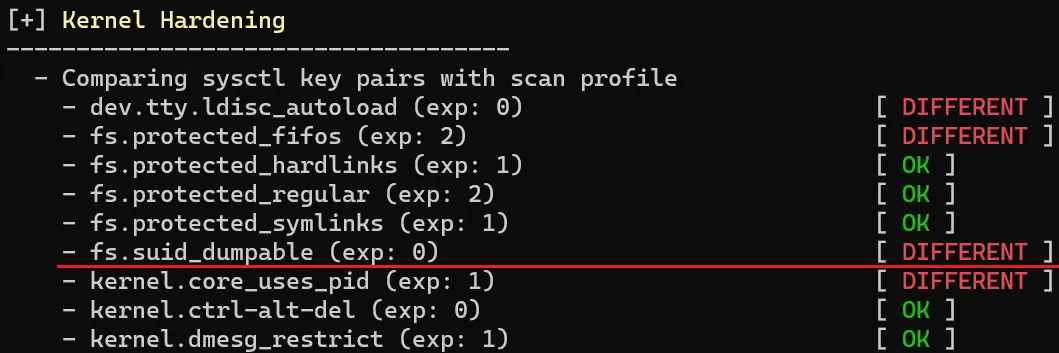 [+] Kernel Hardening
------------------------------------
- Comparing sysctl key pairs with scan profile
- dev.tty.ldisc_autoload (exp: 0) [ DIFFERENT ]
- fs.protected_fifos (exp: 2) [ DIFFERENT ]
- fs.protected_hardlinks (exp: 1) [ OK ]
- fs.protected_regular (exp: 2) [ OK ]
- fs.protected_symlinks (exp: 1) [ OK ]
- fs.suid_dumpable (exp: 0) [ DIFFERENT ]
- kernel.core_uses_pid (exp: 1) [ DIFFERENT ]
- kernel.ctrl-alt-del (exp: 0) [ OK ]
- kernel.dmesg_restrict (exp: 1) [ OK ]